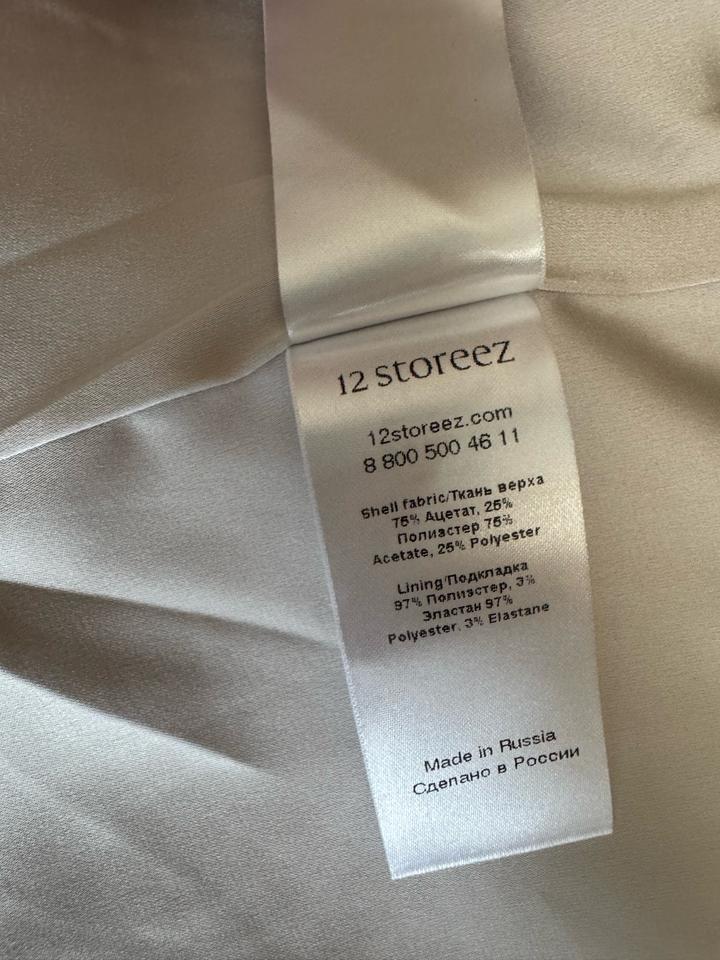 12 storeez
12storeez.com
8 800 500 46 11
Shell fabric/Ткань верха
75% Ацетат, 25%
Полиэстер 75%
Acetate, 25% Polyester
Lining/Подкладка
97% Полиэстер, 3%
Эластан 97%
Polyester, 3% Elastane
Made in Russia
Сделано в России